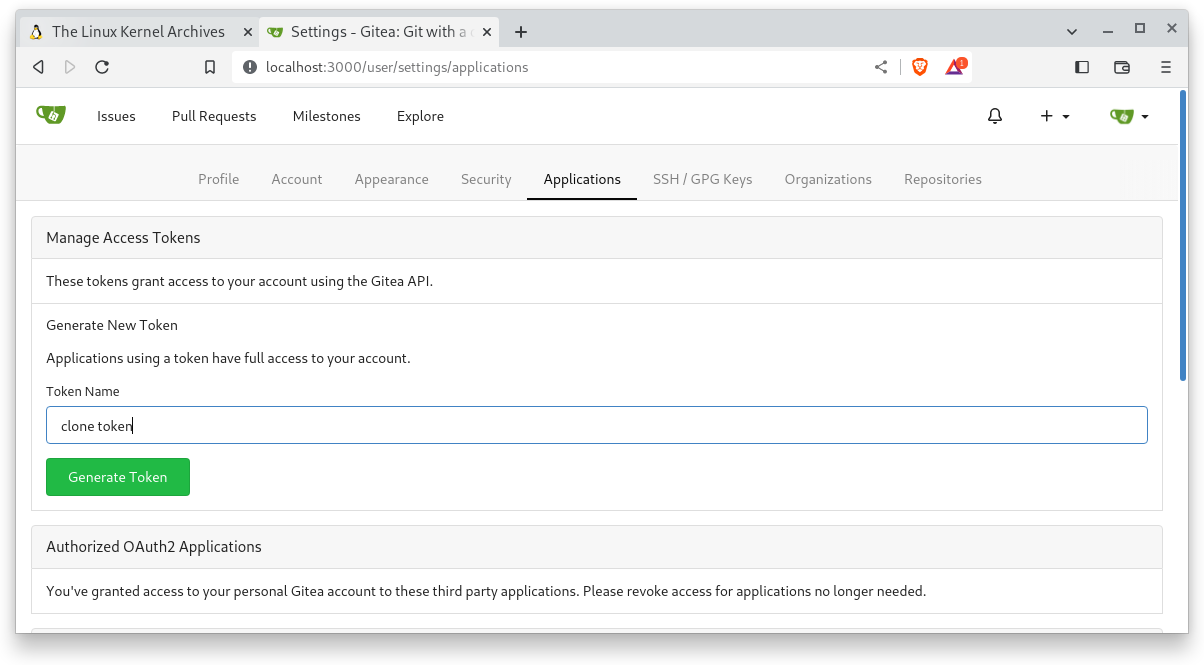 The Linux Kernel Archives
Settings - Gitea: Git with a
1
localhost:3000/user/settings/applications
Issues Pull Requests Milestones Explore
Profile Account Appearance Security Applications SSH / GPG Keys Organizations Repositories
Manage Access Tokens
These tokens grant access to your account using the Gitea API.
Generate New Token
Applications using a token have full access to your account.
Token Name
clone token
Generate Token
Authorized OAuth2 Applications
You've granted access to your personal Gitea account to these third party applications. Please revoke access for applications no longer needed.